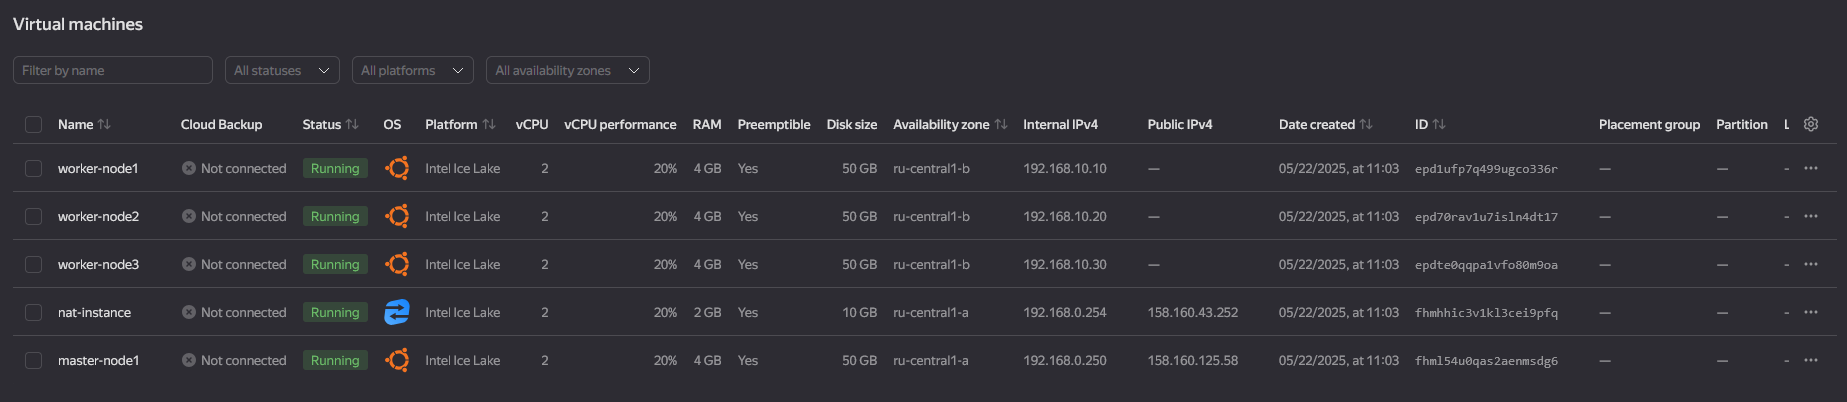 Virtual machines
Filter by name All statuses All platforms All availability zones
Name Cloud Backup Status OS Platform vCPU vCPU performance RAM Preemptible Disk size Availability zone Internal IPv4 Public IPv4 Date created ID Placement group Partition L
worker-node1 Not connected Running Intel Ice Lake 2 20% 4 GB Yes 50 GB ru-central1-b 192.168.10.10 — 05/22/2025, at 11:03 epd1ufp7q499ugco336r — — -
worker-node2 Not connected Running Intel Ice Lake 2 20% 4 GB Yes 50 GB ru-central1-b 192.168.10.20 — 05/22/2025, at 11:03 epd70rav1u7isln4dt17 — — -
worker-node3 Not connected Running Intel Ice Lake 2 20% 4 GB Yes 50 GB ru-central1-b 192.168.10.30 — 05/22/2025, at 11:03 epdte0qqpa1vfo80m9oa — — -
nat-instance Not connected Running Intel Ice Lake 2 20% 2 GB Yes 10 GB ru-central1-a 192.168.0.254 158.160.43.252 05/22/2025, at 11:03 fhmhhic3v1kl3cei9pfq — — -
master-node1 Not connected Running Intel Ice Lake 2 20% 4 GB Yes 50 GB ru-central1-a 192.168.0.250 158.160.125.58 05/22/2025, at 11:03 fhml54u0qas2aenmsdg6 — — -